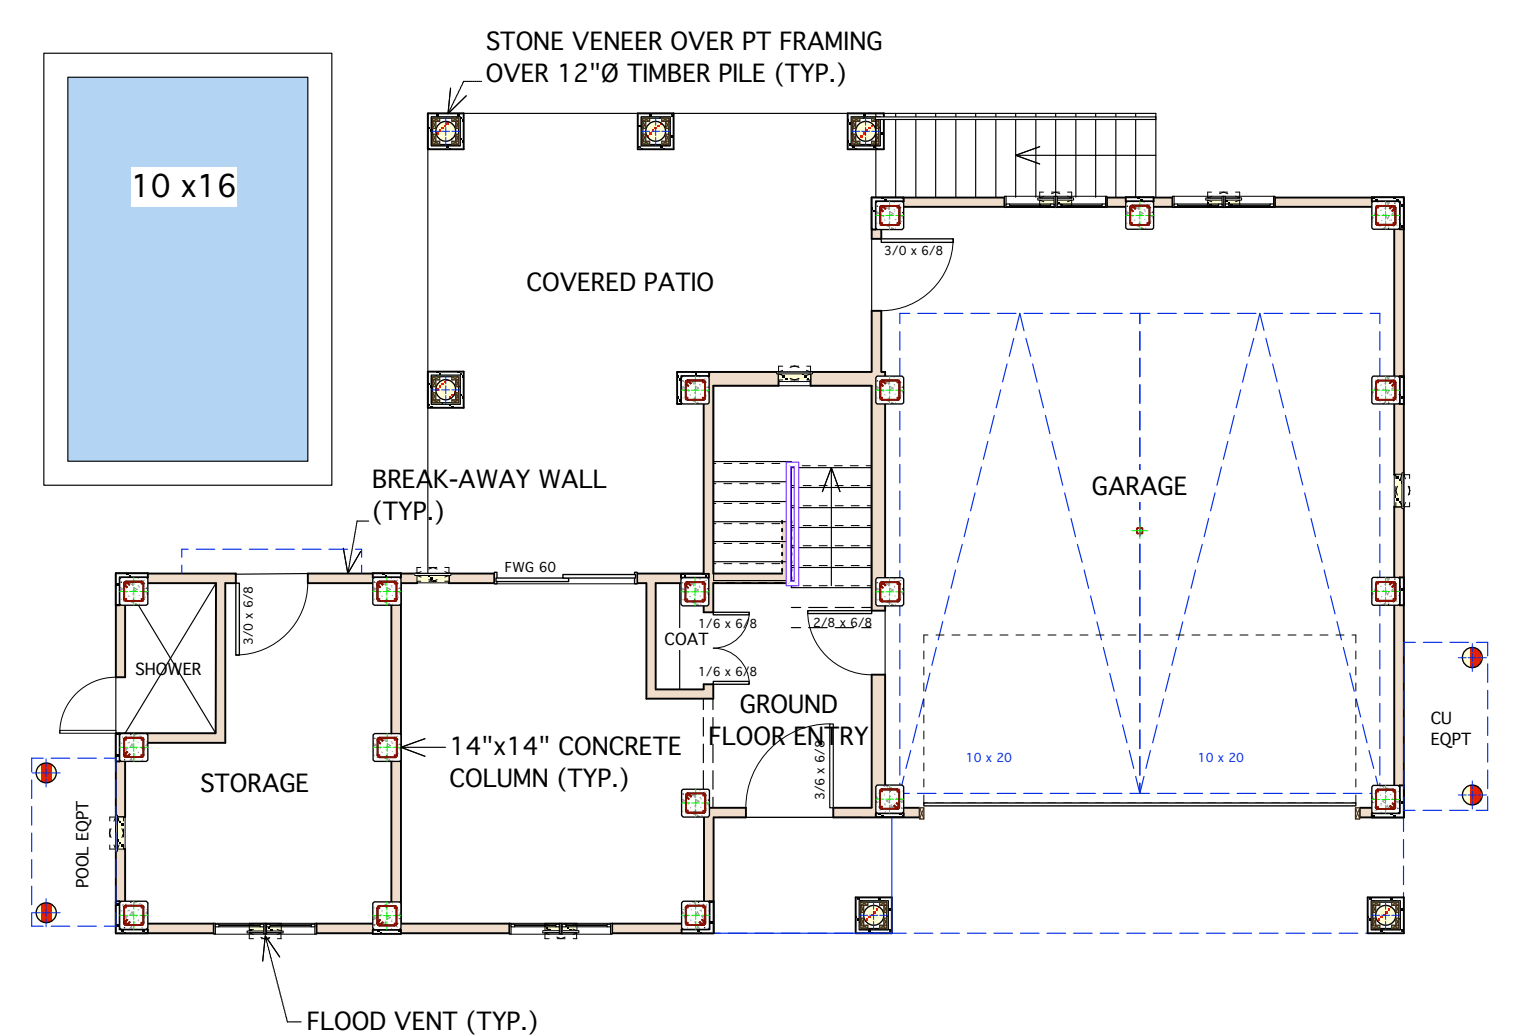 STONE VENEER OVER PT FRAMING
OVER 12"Ø TIMBER PILE (TYP.)
10 x16
3/0 x 6/8
COVERED PATIO
BREAK-AWAY WALL
(TYP.)
GARAGE
FWG 60
3/0 x 6/8
1/6 x 6/8
2/8 x 6/8
COAT
SHOWER
1/6 x 6/8
GROUND
FLOOR ENTRY
CU
EQPT
14"x14" CONCRETE
COLUMN (TYP.)
3/6 x 6/8
10 x 20
10 x 20
STORAGE
POOL EQPT
FLOOD VENT (TYP.)